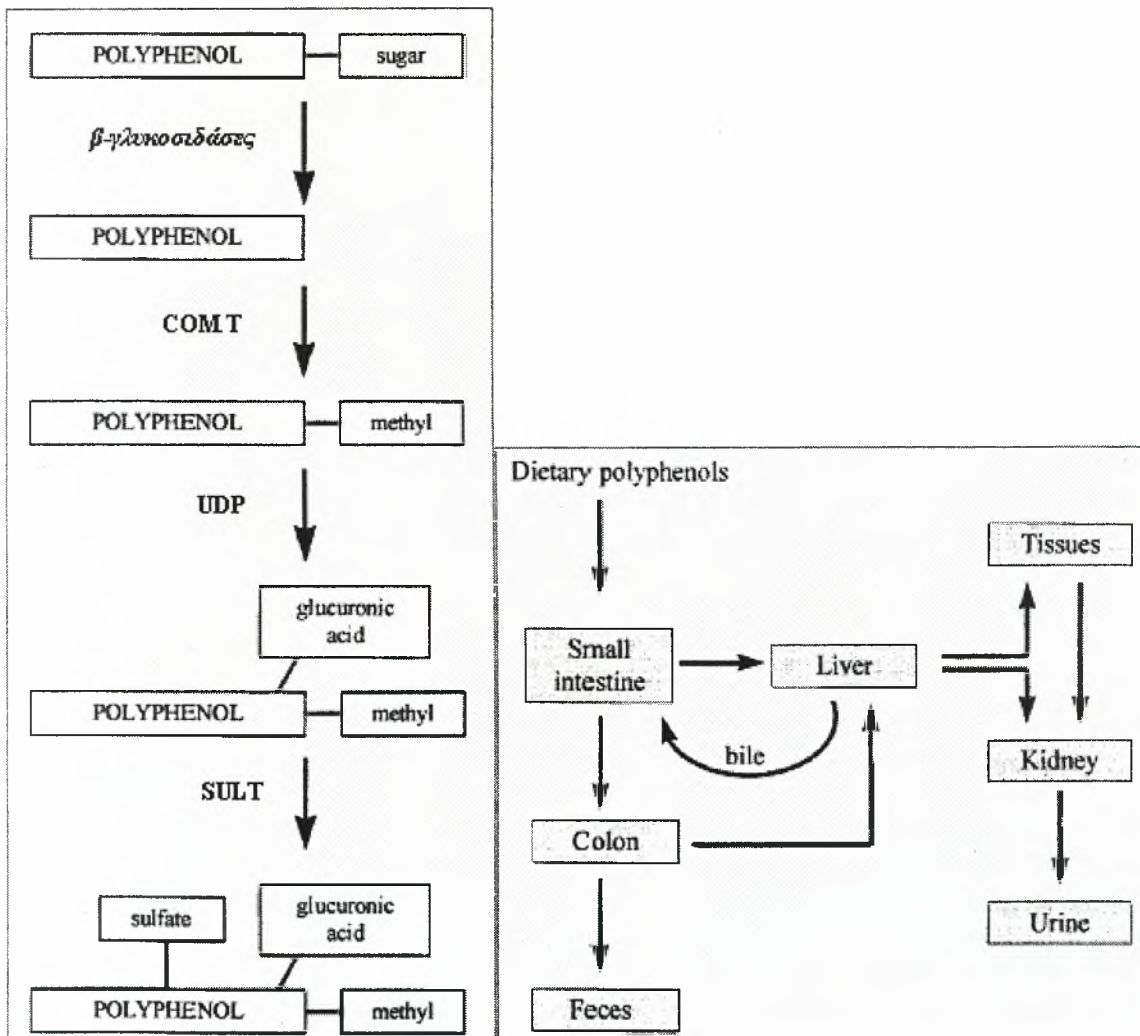 POLYPHENOL
sugar
β-γλυκοσιδάσες
POLYPHENOL
COMT
POLYPHENOL
methyl
UDP
glucuronic
acid
POLYPHENOL
methyl
SULT
sulfate
glucuronic
acid
POLYPHENOL
methyl
Dietary polyphenols
Small
intestine
Liver
Tissues
bile
Kidney
Colon
Urine
Feces